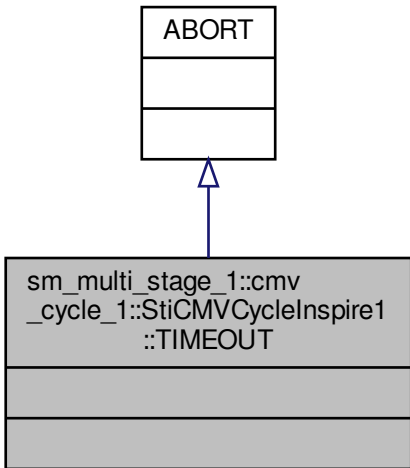 ABORT
sm_multi_stage_1::cmv
_cycle_1::StiCMVCycleInspire1
::TIMEOUT